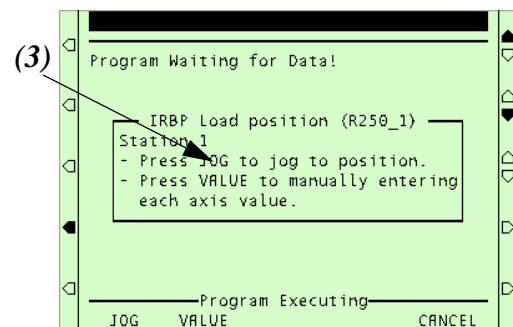 (3)
Program Waiting for Data!
IRBP Load position (R250_1)
Station 1
- Press JOG to jog to position.
- Press VALUE to manually entering
each axis value.
Program Executing
JOG VALUE CANCEL